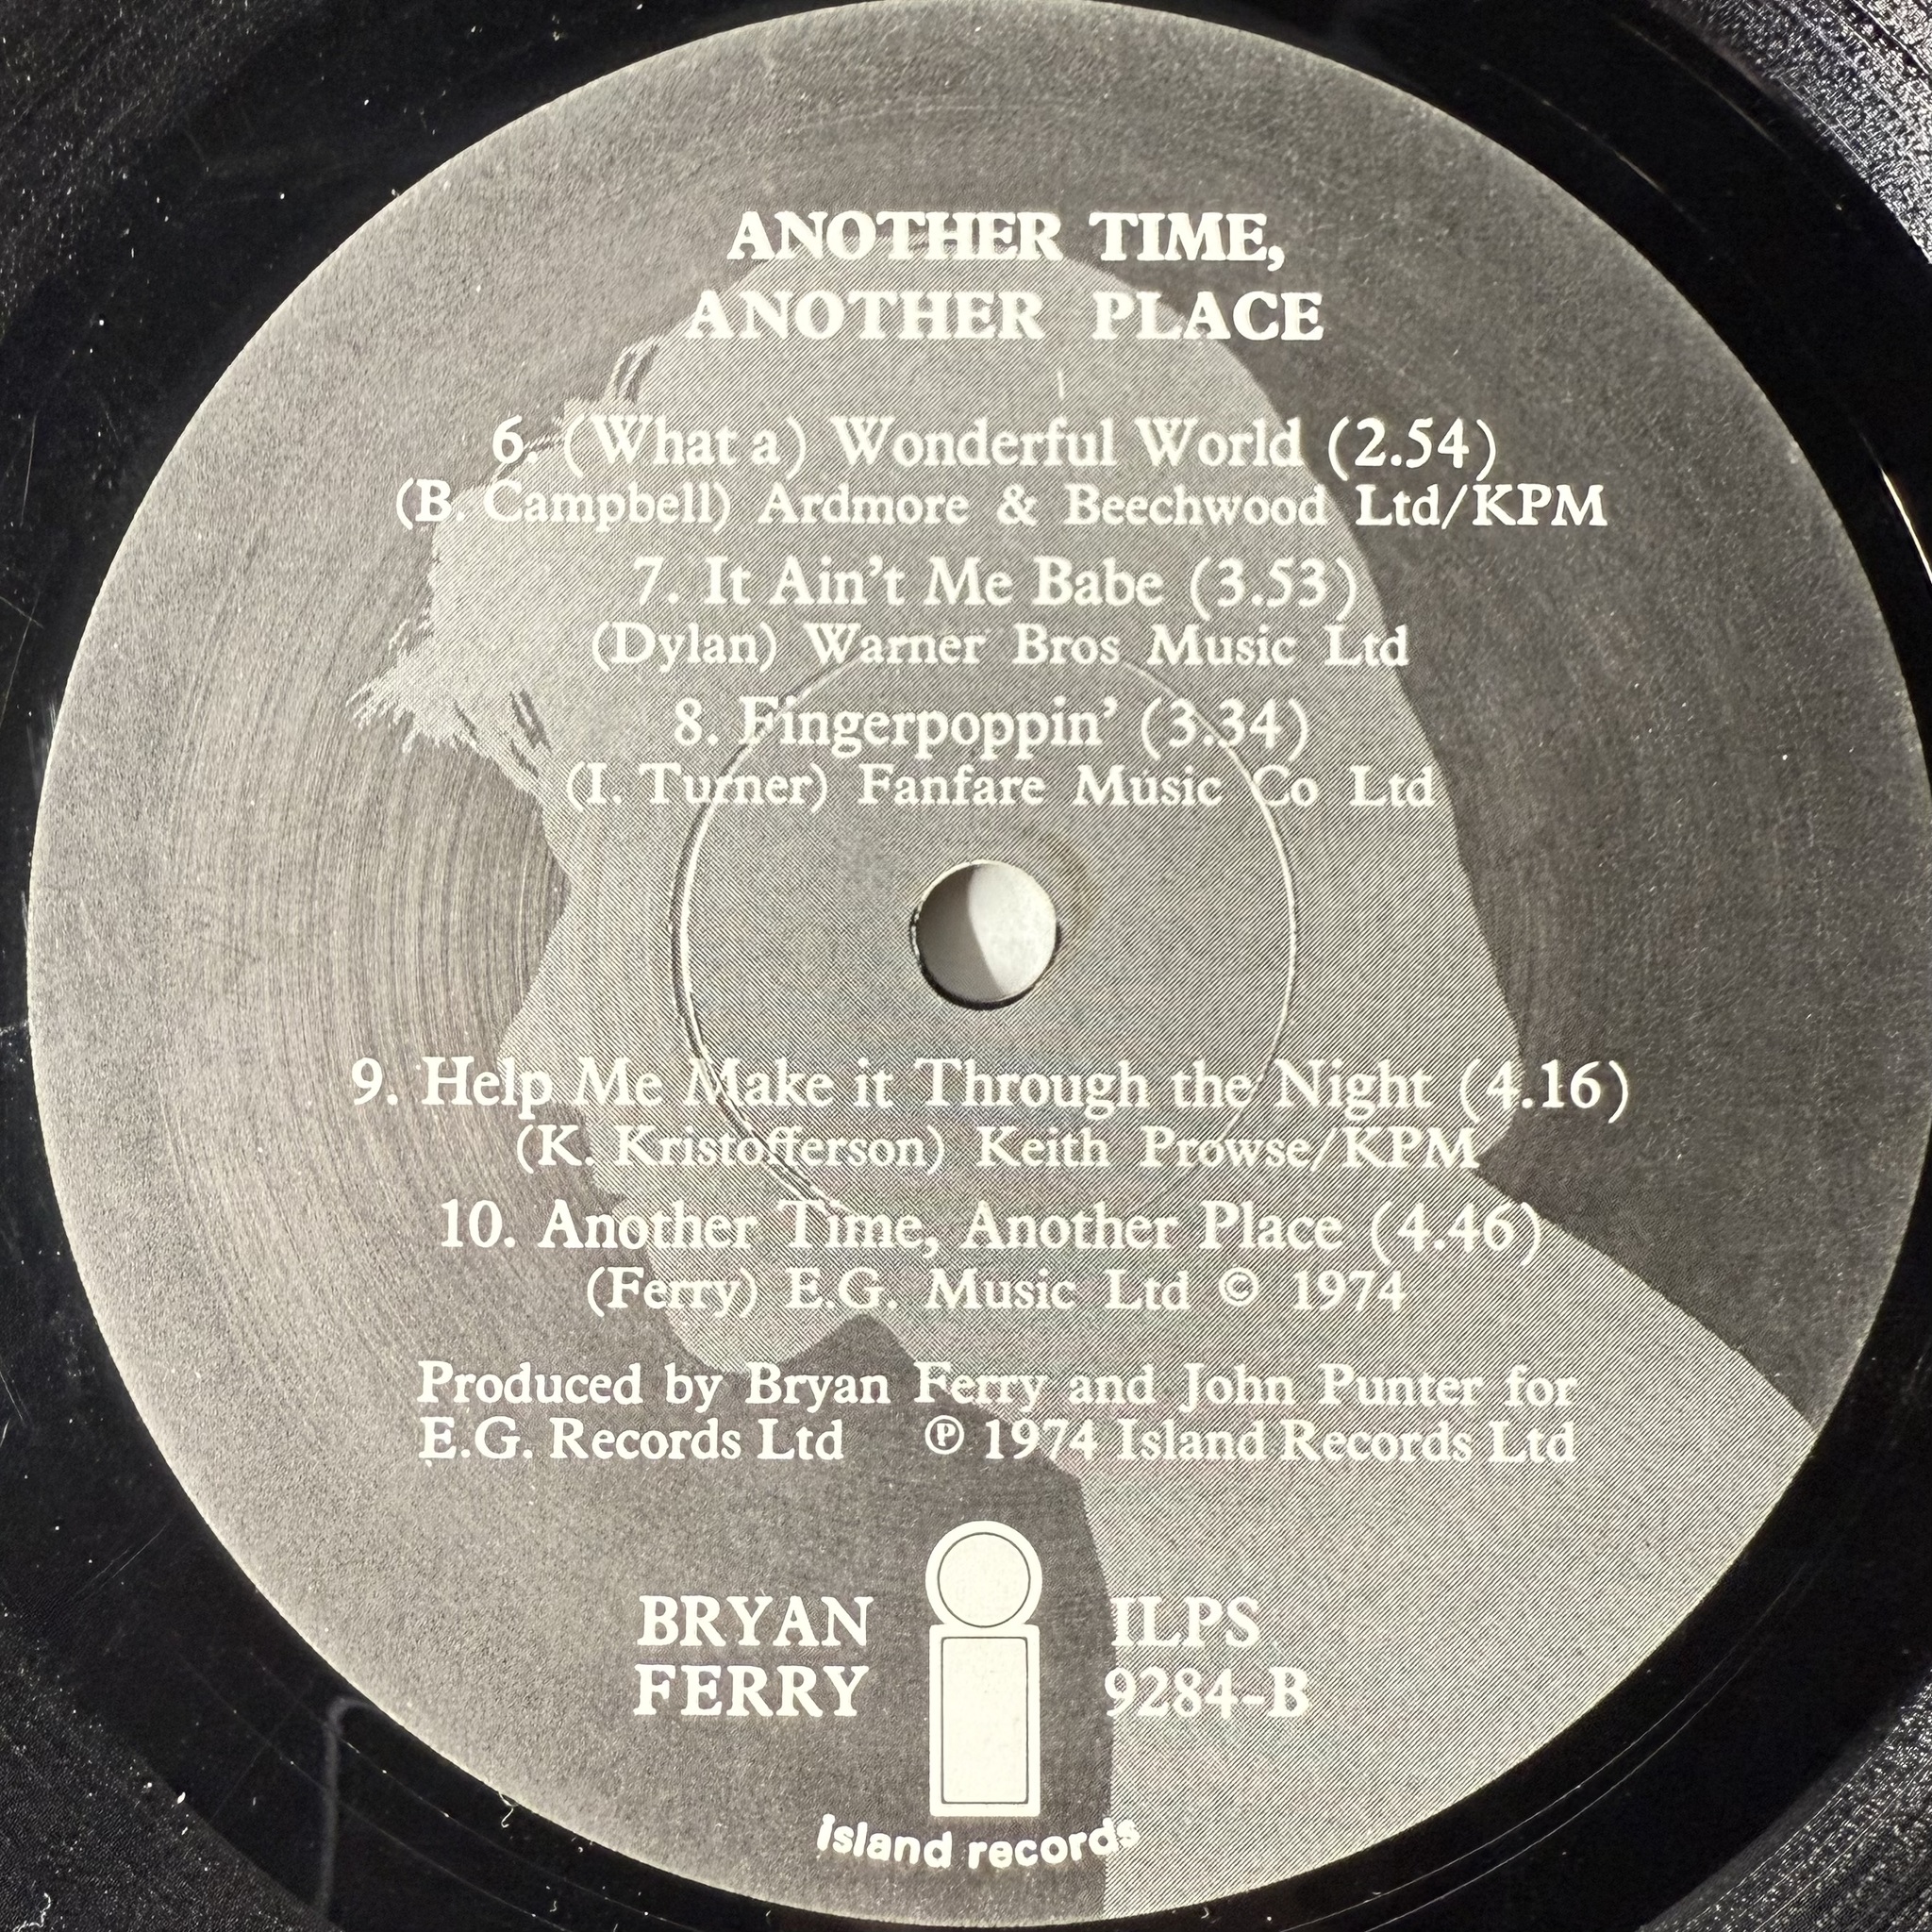 ANOTHER TIME,
ANOTHER PLACE
6. (What a) Wonderful World (2.54)
(B. Campbell) Ardmore & Beechwood Ltd/KPM
7. It Ain't Me Babe (3.53)
(Dylan) Warner Bros Music Ltd
8. Fingerpoppin' (3.34)
(I. Turner) Fanfare Music Co Ltd
9. Help Me Make it Through the Night (4.16)
(K. Kristofferson) Keith Prowse/KPM
10. Another Time, Another Place (4.46)
(Ferry) E.G. Music Ltd © 1974
Produced by Bryan Ferry and John Punter for
E.G. Records Ltd ℗ 1974 Island Records Ltd
BRYAN
FERRY
ILPS
9284-B
island records